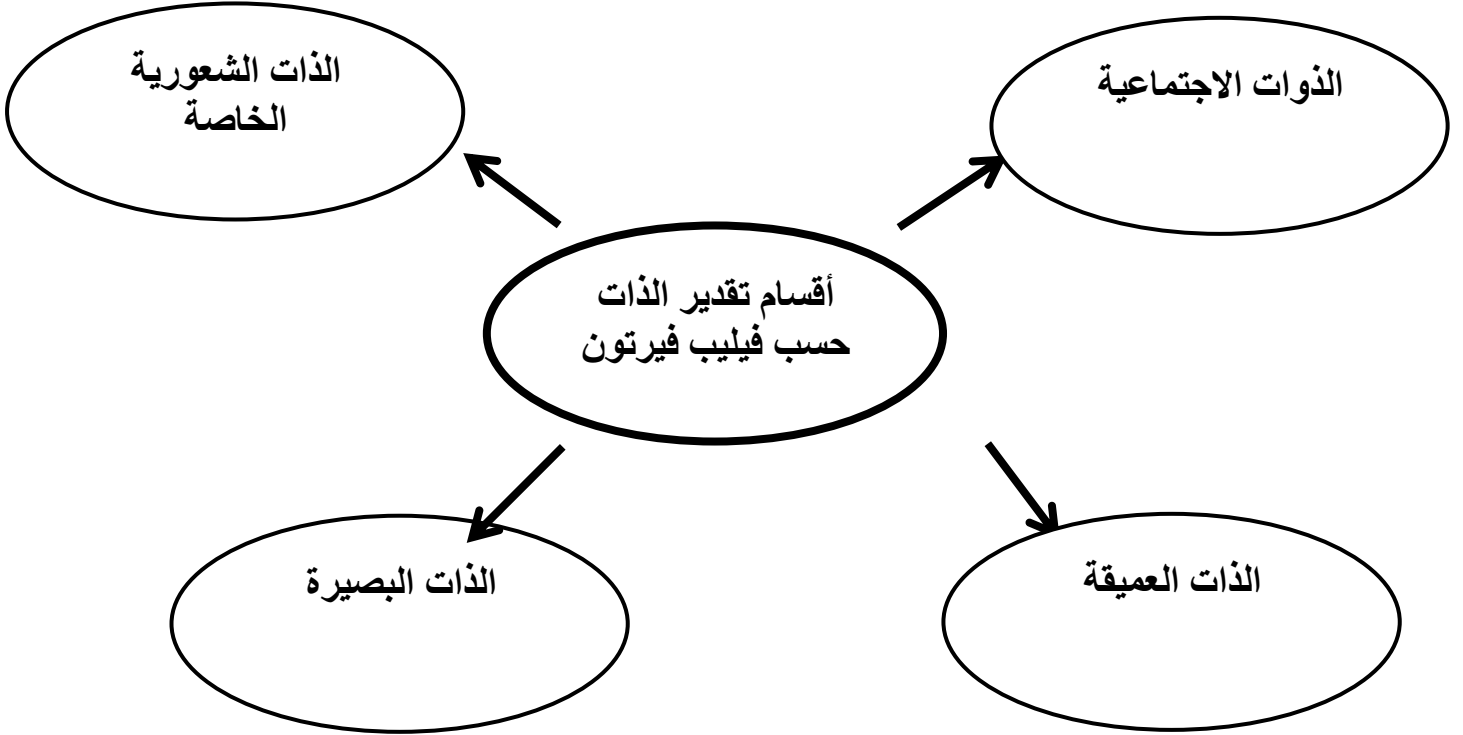 الذوات الاجتماعية
الذات الشعورية
الخاصة
أقسام تقدير الذات
حسب فيليب فيرتون
الذات العميقة
الذات البصيرة